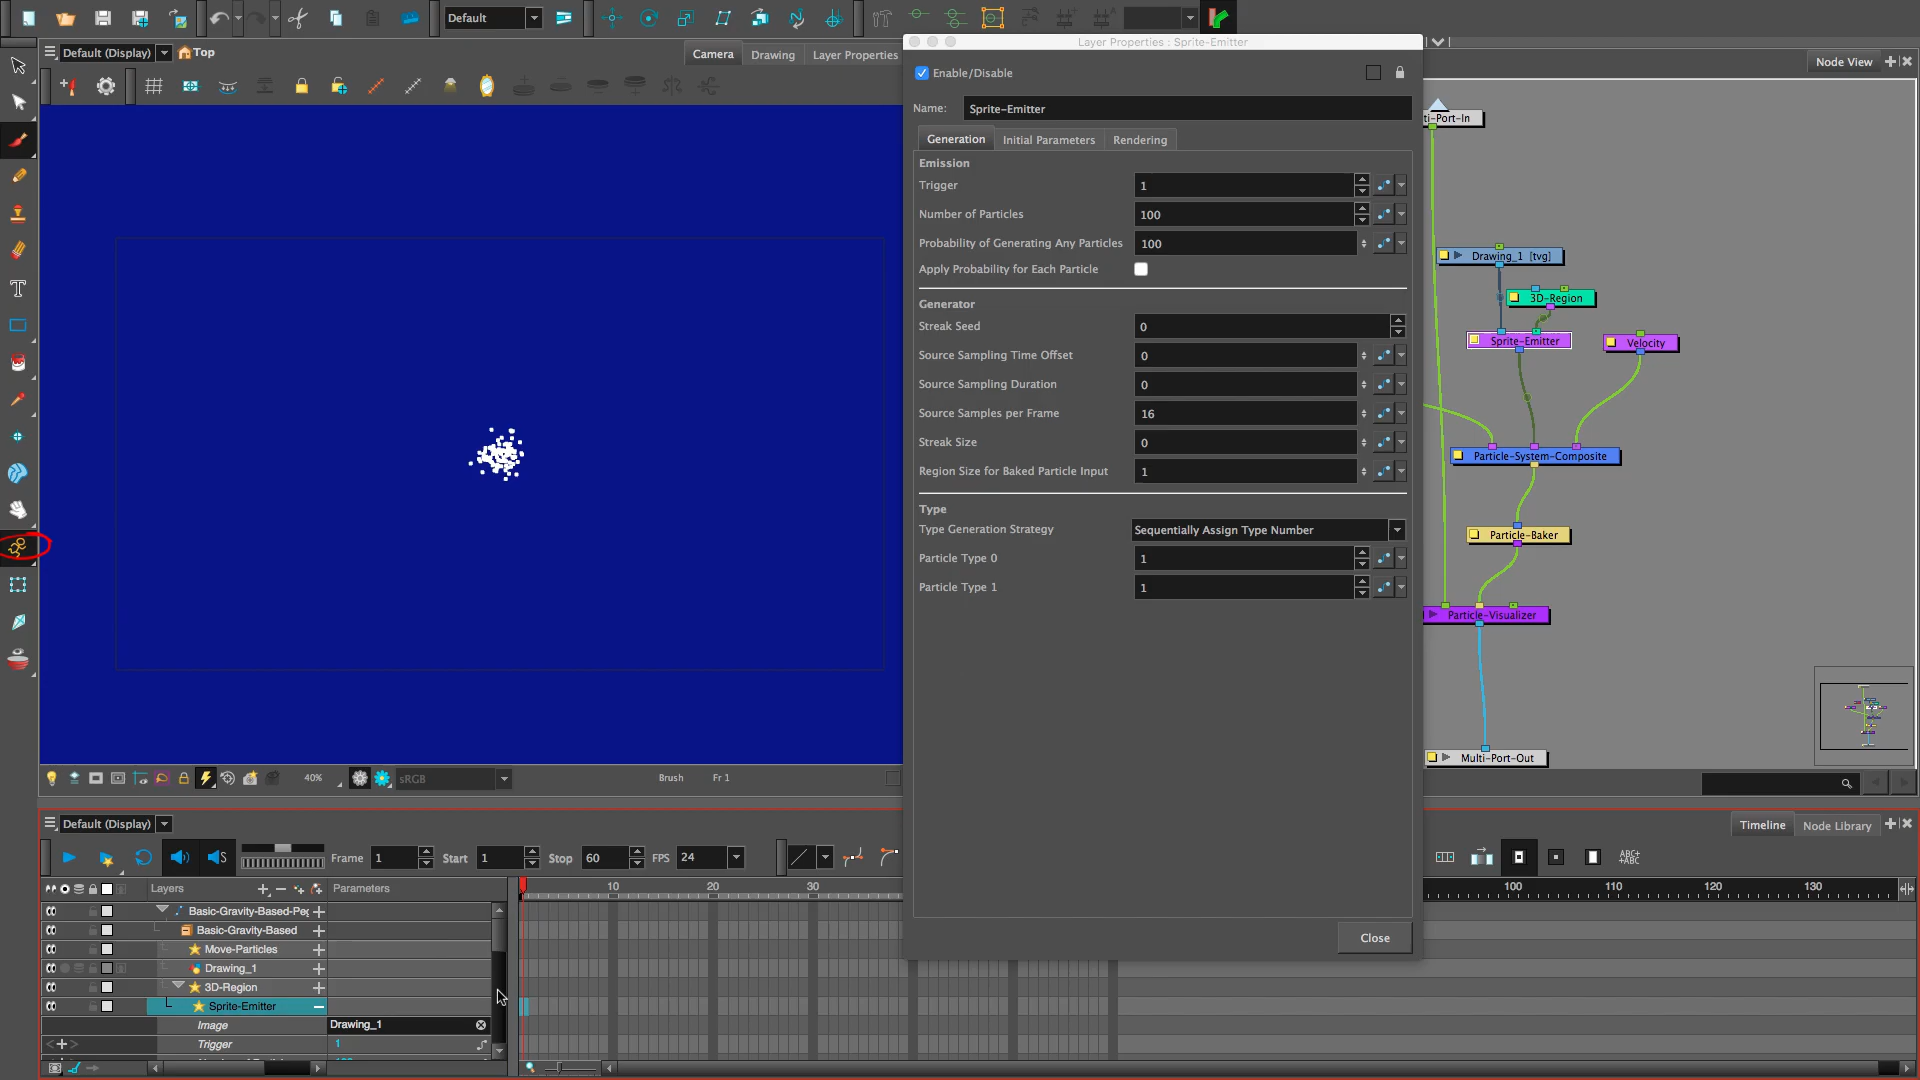 Default
Layer Properties : Sprite-Emitter
Default (Display)
Top
Camera
Drawing
Layer Properties
Node View
Enable/Disable
Name:
Sprite-Emitter
Generation
Initial Parameters
Rendering
Emission
Trigger
1
Number of Particles
100
Probability of Generating Any Particles
100
Apply Probability for Each Particle
Generator
Streak Seed
0
Source Sampling Time Offset
0
Source Sampling Duration
0
Source Samples per Frame
16
Streak Size
0
Region Size for Baked Particle Input
1
Type
Type Generation Strategy
Sequentially Assign Type Number
Particle Type 0
1
Particle Type 1
1
Close
ti-Port-In
Drawing_1 [tvg]
3D-Region
Sprite-Emitter
Velocity
Particle-System-Composite
Particle-Baker
Particle-Visualizer
Multi-Port-Out
40%
sRGB
Brush
Fr 1
Default (Display)
Timeline
Node Library
Frame
1
Start
1
Stop
60
FPS
24
ABC+
+ABC
Layers
Parameters
10
20
30
100
110
120
130
Basic-Gravity-Based-Pe
Basic-Gravity-Based
Move-Particles
Drawing_1
3D-Region
Sprite-Emitter
Image
Drawing_1
Trigger
1